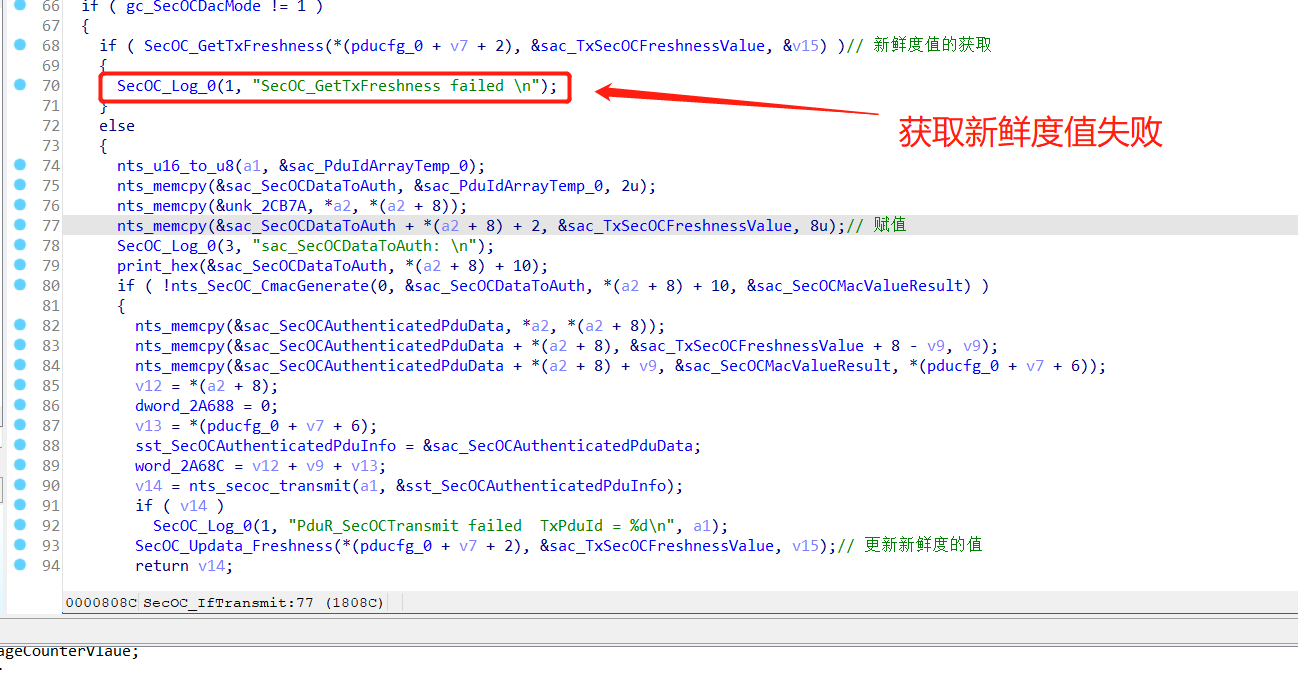 66 if ( gc_SecOCDacMode != 1 )
67 {
68 if ( SecOC_GetTxFreshness(*(pducfg_0 + v7 + 2), &sac_TxSecOCFreshnessValue, &v15) )// 新鲜度值的获取
69 {
70 SecOC_Log_0(1, "SecOC_GetTxFreshness failed \n");
71 }
获取新鲜度值失败
72 else
73 {
74 nts_u16_to_u8(a1, &sac_PduIdArrayTemp_0);
75 nts_memcpy(&sac_SecOCDataToAuth, &sac_PduIdArrayTemp_0, 2u);
76 nts_memcpy(&unk_2CB7A, *a2, *(a2 + 8));
77 nts_memcpy(&sac_SecOCDataToAuth + *(a2 + 8) + 2, &sac_TxSecOCFreshnessValue, 8u);// 赋值
78 SecOC_Log_0(3, "sac_SecOCDataToAuth: \n");
79 print_hex(&sac_SecOCDataToAuth, *(a2 + 8) + 10);
80 if ( !nts_SecOC_CmacGenerate(0, &sac_SecOCDataToAuth, *(a2 + 8) + 10, &sac_SecOCMacValueResult) )
81 {
82 nts_memcpy(&sac_SecOCAuthenticatedPduData, *a2, *(a2 + 8));
83 nts_memcpy(&sac_SecOCAuthenticatedPduData + *(a2 + 8), &sac_TxSecOCFreshnessValue + 8 - v9, v9);
84 nts_memcpy(&sac_SecOCAuthenticatedPduData + *(a2 + 8) + v9, &sac_SecOCMacValueResult, *(pducfg_0 + v7 + 6));
85 v12 = *(a2 + 8);
86 dword_2A688 = 0;
87 v13 = *(pducfg_0 + v7 + 6);
88 sst_SecOCAuthenticatedPduInfo = &sac_SecOCAuthenticatedPduData;
89 word_2A68C = v12 + v9 + v13;
90 v14 = nts_secoc_transmit(a1, &sst_SecOCAuthenticatedPduInfo);
91 if ( v14 )
92 SecOC_Log_0(1, "PduR_SecOCTransmit failed  TxPduId = %d\n", a1);
93 SecOC_Updata_Freshness(*(pducfg_0 + v7 + 2), &sac_TxSecOCFreshnessValue, v15);// 更新新鲜度的值
94 return v14;
0000808C SecOC_IfTransmit:77 (1808C)
ageCounterVlaue;